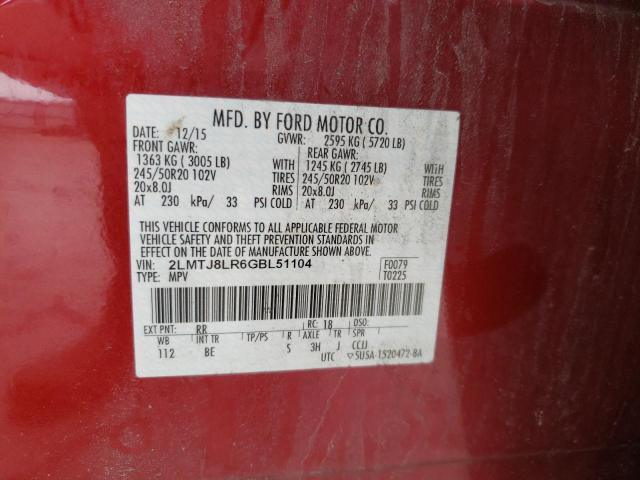 MFD. BY FORD MOTOR CO.
DATE: 12/15 GVWR: 2595 KG ( 5720 LB)
FRONT GAWR: REAR GAWR:
1363 KG ( 3005 LB) WITH 1245 KG ( 2745 LB) WITH
245/50R20 102V TIRES 245/50R20 102V TIRES
20x8.0J RIMS 20x8.0J RIMS
AT 230 kPa/ 33 PSI COLD AT 230 kPa/ 33 PSI COLD
THIS VEHICLE CONFORMS TO ALL APPLICABLE FEDERAL MOTOR
VEHICLE SAFETY AND THEFT PREVENTION STANDARDS IN
EFFECT ON THE DATE OF MANUFACTURE SHOWN ABOVE.
VIN: 2LMTJ8LR6GBL51104 F0079
TYPE: MPV T0225
EXT PNT: RR RC: 18 DSO:
WB INT TR TP/PS R AXLE TR SPR
112 BE S 3H J CCJJ
UTC ▽5U5A-1520472-BA